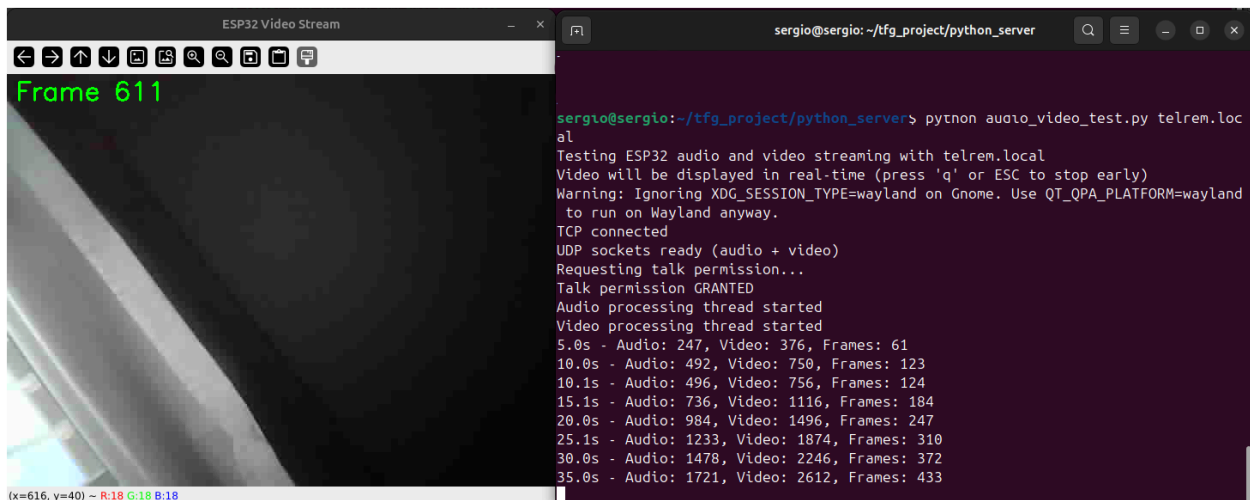 ESP32 Video Stream
Frame 611
(x=616, y=40) ~ R:18 G:18 B:18
sergio@sergio: ~/tfg_project/python_server
sergio@sergio:~/tfg_project/python_server$ python audio_video_test.py telrem.loc
al
Testing ESP32 audio and video streaming with telrem.local
Video will be displayed in real-time (press 'q' or ESC to stop early)
Warning: Ignoring XDG_SESSION_TYPE=wayland on Gnome. Use QT_QPA_PLATFORM=wayland
to run on Wayland anyway.
TCP connected
UDP sockets ready (audio + video)
Requesting talk permission...
Talk permission GRANTED
Audio processing thread started
Video processing thread started
5.0s - Audio: 247, Video: 376, Frames: 61
10.0s - Audio: 492, Video: 750, Frames: 123
10.1s - Audio: 496, Video: 756, Frames: 124
15.1s - Audio: 736, Video: 1116, Frames: 184
20.0s - Audio: 984, Video: 1496, Frames: 247
25.1s - Audio: 1233, Video: 1874, Frames: 310
30.0s - Audio: 1478, Video: 2246, Frames: 372
35.0s - Audio: 1721, Video: 2612, Frames: 433